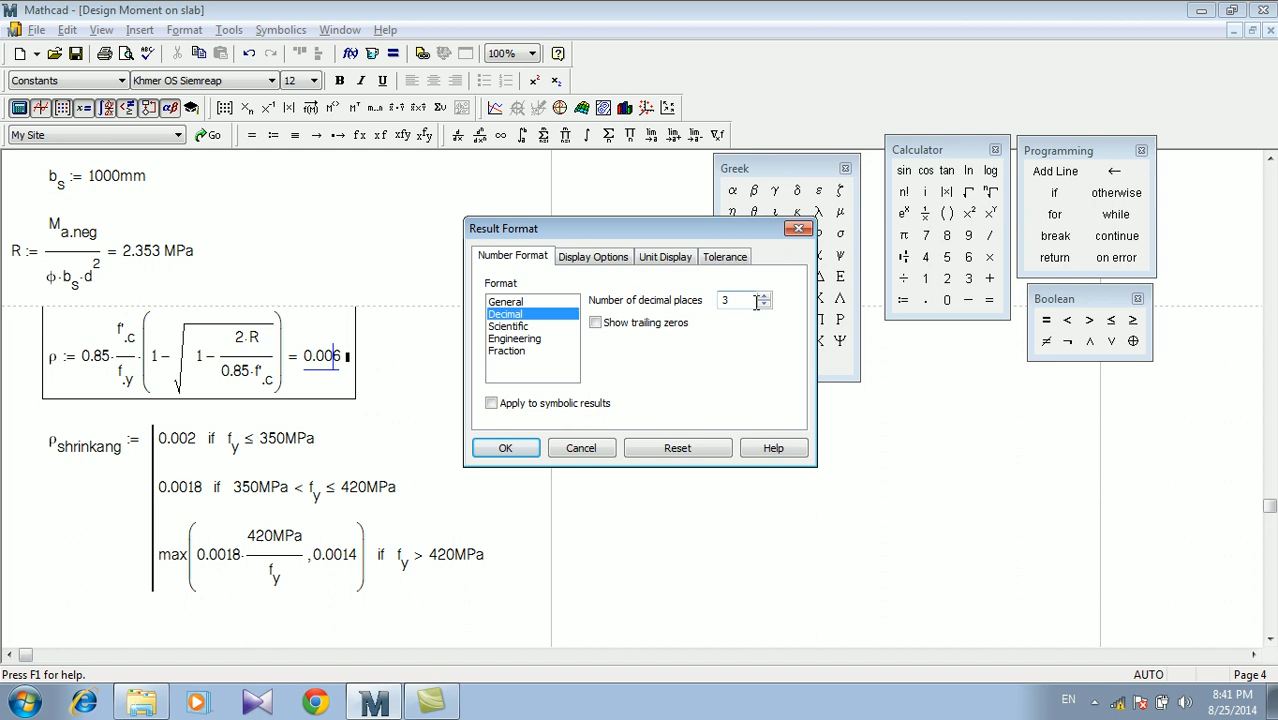 Mathcad - [Design Moment on slab]
File Edit View Insert Format Tools Symbolics Window Help
100%
Constants Khmer OS Siemreap 12 B I U
My Site Go
b_s := 1000mm
R := M_a.neg / (ϕ·b_s·d^2) = 2.353 MPa
ρ := 0.85· f'.c / f.y ·(1 − √(1 − 2·R / (0.85·f'.c))) = 0.006
ρ_shrinkang := 0.002 if f_y ≤ 350MPa
0.0018 if 350MPa < f_y ≤ 420MPa
max(0.0018· 420MPa / f_y , 0.0014) if f_y > 420MPa
Result Format
Number Format Display Options Unit Display Tolerance
Format
General
Decimal
Scientific
Engineering
Fraction
Number of decimal places 3
Show trailing zeros
Apply to symbolic results
OK Cancel Reset Help
Greek
α β γ δ ε ζ
η θ ι κ λ μ
Calculator
sin cos tan ln log
n! i |×| √ ⁿ√
e^x 1/x ( ) ×² ×^Y
π 7 8 9 /
4 5 6 ×
÷ 1 2 3 +
:= . 0 − =
Programming
Add Line ←
if otherwise
for while
break continue
return on error
Boolean
= < > ≤ ≥
≠ ¬ ∧ ∨ ⊕
Press F1 for help.
AUTO
Page 4
EN
8:41 PM
8/25/2014